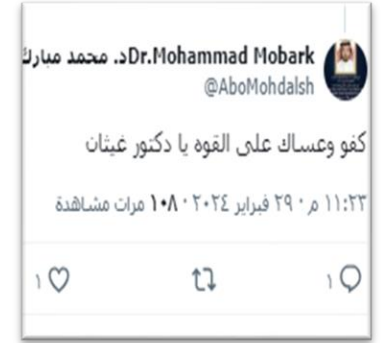 Dr.Mohammad Mobark د. محمد مبارك
@AboMohdalsh
كفو وعساك على القوه يا دكتور غيثان
١١:٢٣ م · ٢٩ فبراير ٢٠٢٤ · ١٠٨ مرات مشاهدة
١
١